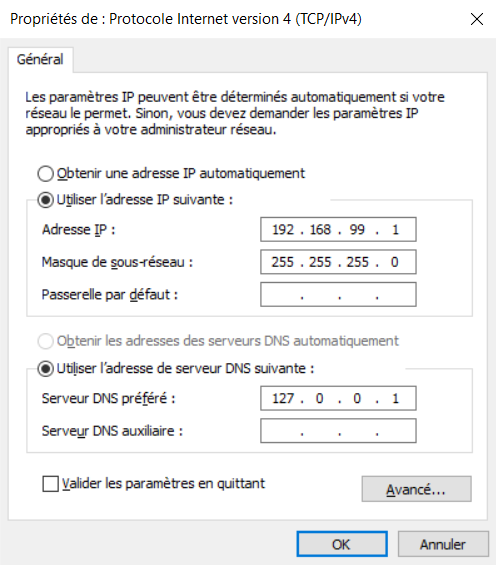 Propriétés de : Protocole Internet version 4 (TCP/IPv4)
Général
Les paramètres IP peuvent être déterminés automatiquement si votre
réseau le permet. Sinon, vous devez demander les paramètres IP
appropriés à votre administrateur réseau.
Obtenir une adresse IP automatiquement
Utiliser l'adresse IP suivante :
Adresse IP : 192 . 168 . 99 . 1
Masque de sous-réseau : 255 . 255 . 255 . 0
Passerelle par défaut : . . .
Obtenir les adresses des serveurs DNS automatiquement
Utiliser l'adresse de serveur DNS suivante :
Serveur DNS préféré : 127 . 0 . 0 . 1
Serveur DNS auxiliaire : . . .
Valider les paramètres en quittant
Avancé...
OK Annuler